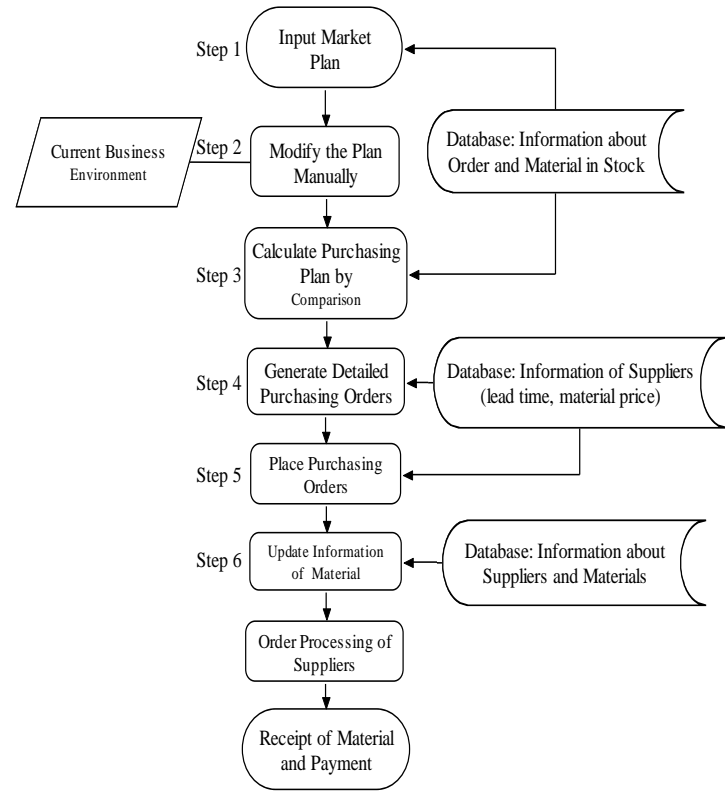 Step 1
Input Market
Plan
Step 2
Current Business
Environment
Modify the Plan
Manually
Database: Information about
Order and Material in Stock
Step 3
Calculate Purchasing
Plan by
Comparison
Step 4
Generate Detailed
Purchasing Orders
Database: Information of Suppliers
(lead time, material price)
Step 5
Place Purchasing
Orders
Step 6
Update Information
of Material
Database: Information about
Suppliers and Materials
Order Processing of
Suppliers
Receipt of Material
and Payment